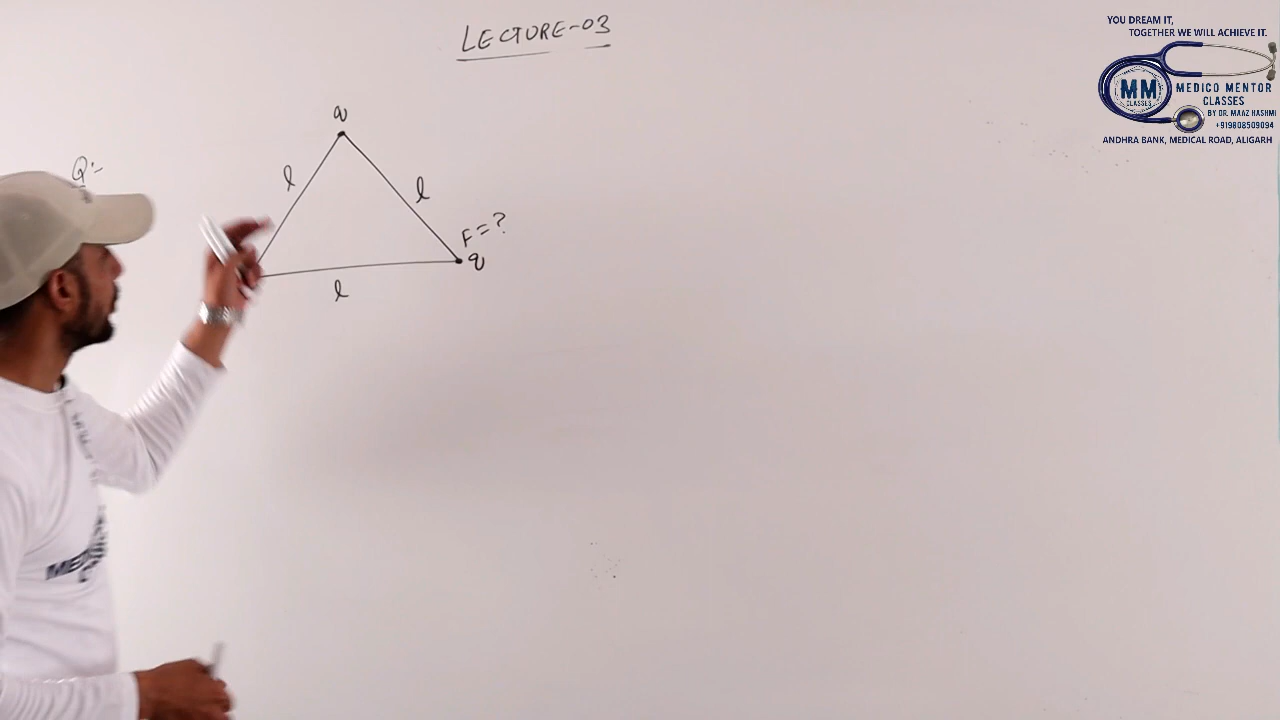 LECTURE-03
YOU DREAM IT,
TOGETHER WE WILL ACHIEVE IT.
MM
CLASSES
MEDICO MENTOR
CLASSES
BY DR. MAAZ HASHMI
+919808509094
ANDHRA BANK, MEDICAL ROAD, ALIGARH
Q:-
q
l
l
F=?
q
l